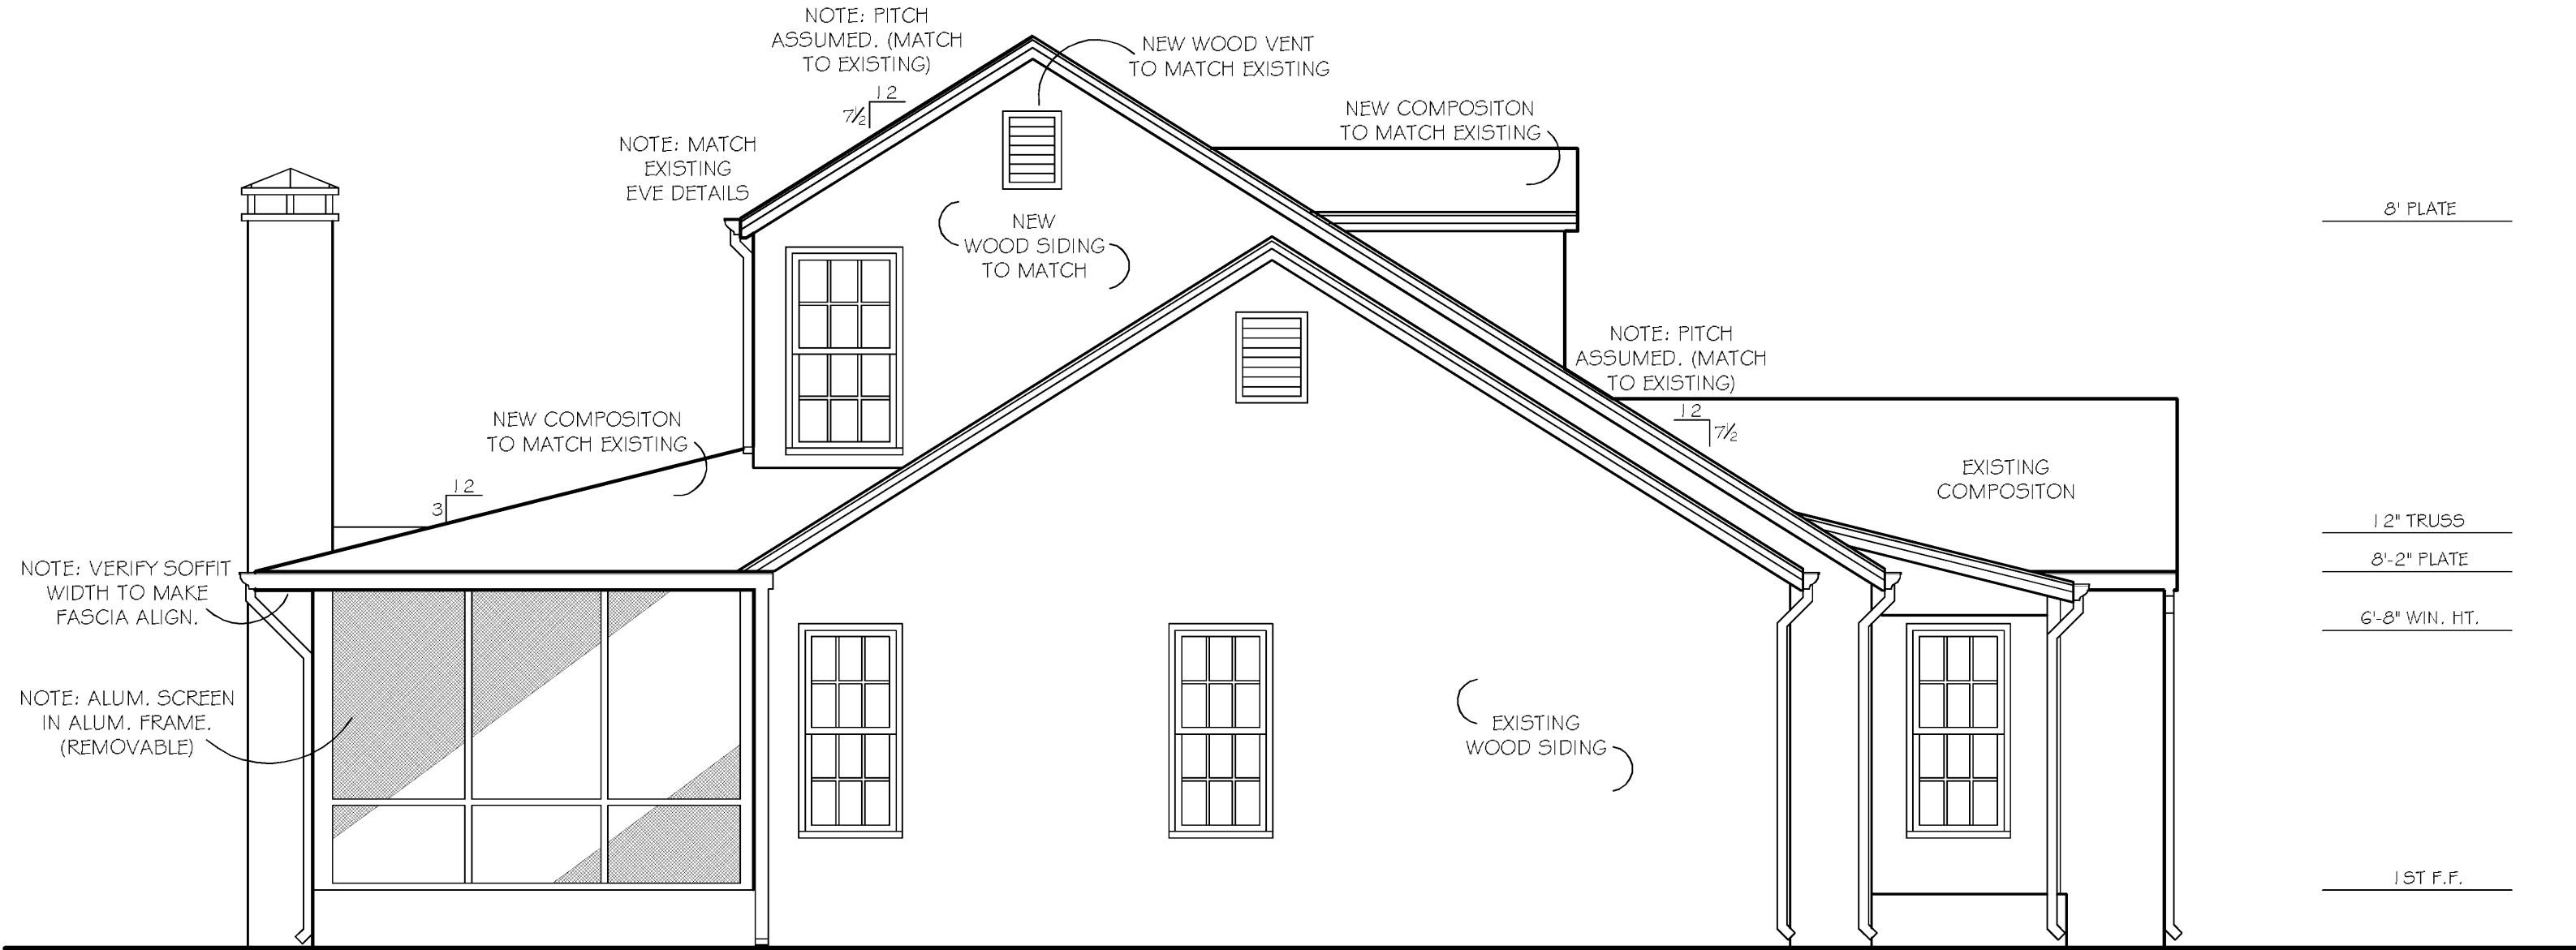 NOTE: PITCH
ASSUMED. (MATCH
TO EXISTING)
12
7½
NEW WOOD VENT
TO MATCH EXISTING
NEW COMPOSITON
TO MATCH EXISTING
NOTE: MATCH
EXISTING
EVE DETAILS
8' PLATE
NEW
WOOD SIDING
TO MATCH
NOTE: PITCH
ASSUMED. (MATCH
TO EXISTING)
12
7½
NEW COMPOSITON
TO MATCH EXISTING
12
3
EXISTING
COMPOSITON
12" TRUSS
8'-2" PLATE
6'-8" WIN. HT.
NOTE: VERIFY SOFFIT
WIDTH TO MAKE
FASCIA ALIGN.
NOTE: ALUM. SCREEN
IN ALUM. FRAME.
(REMOVABLE)
EXISTING
WOOD SIDING
1ST F.F.